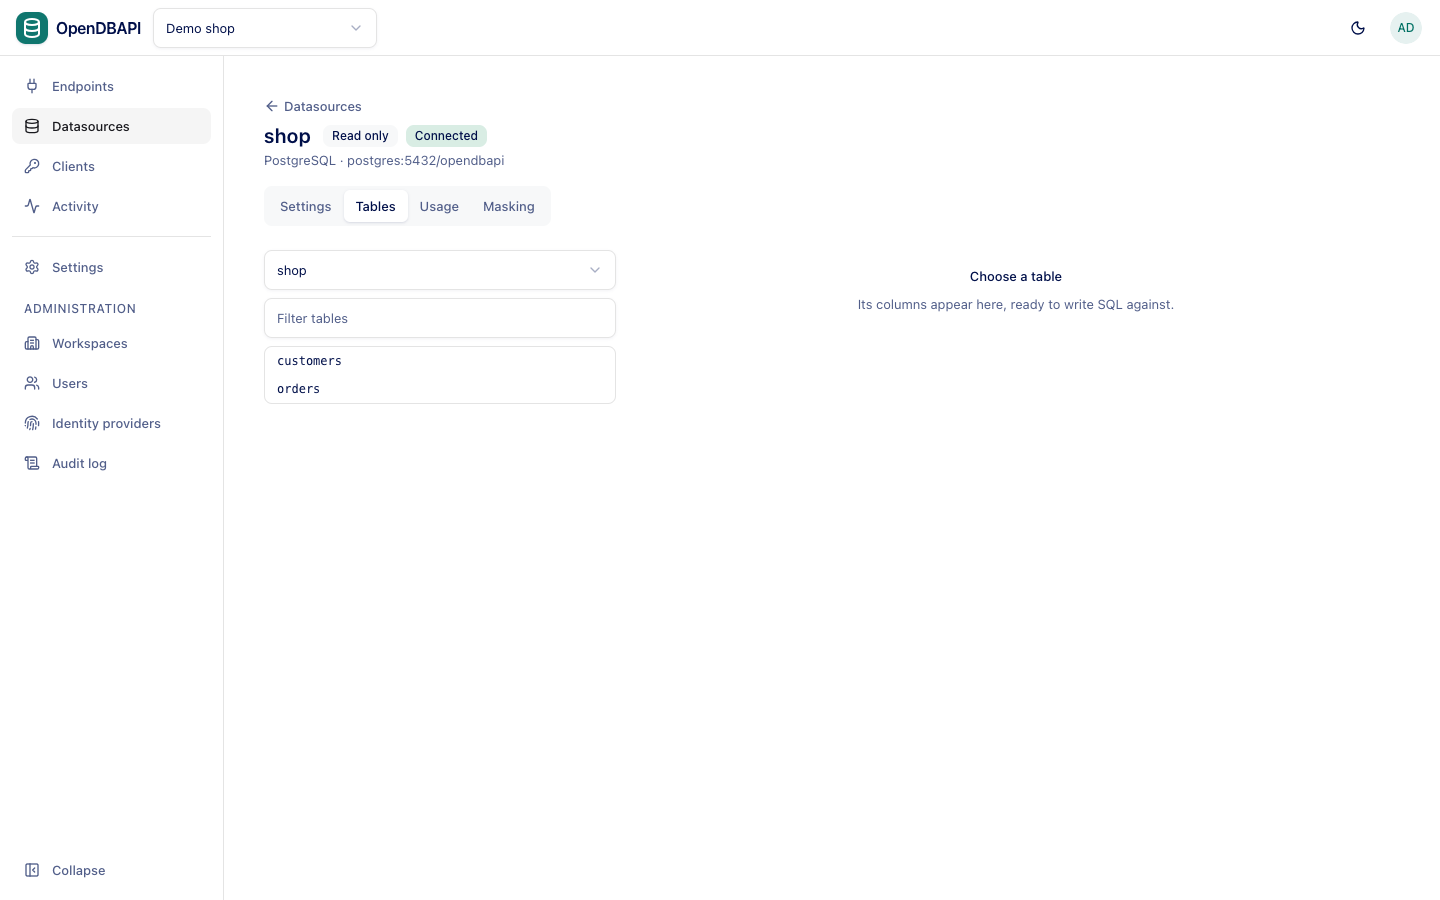 OpenDBAPI
Demo shop
AD
Endpoints
Datasources
Clients
Activity
Settings
ADMINISTRATION
Workspaces
Users
Identity providers
Audit log
Collapse
Datasources
shop Read only Connected
PostgreSQL · postgres:5432/opendbapi
Settings Tables Usage Masking
shop
Filter tables
customers
orders
Choose a table
Its columns appear here, ready to write SQL against.